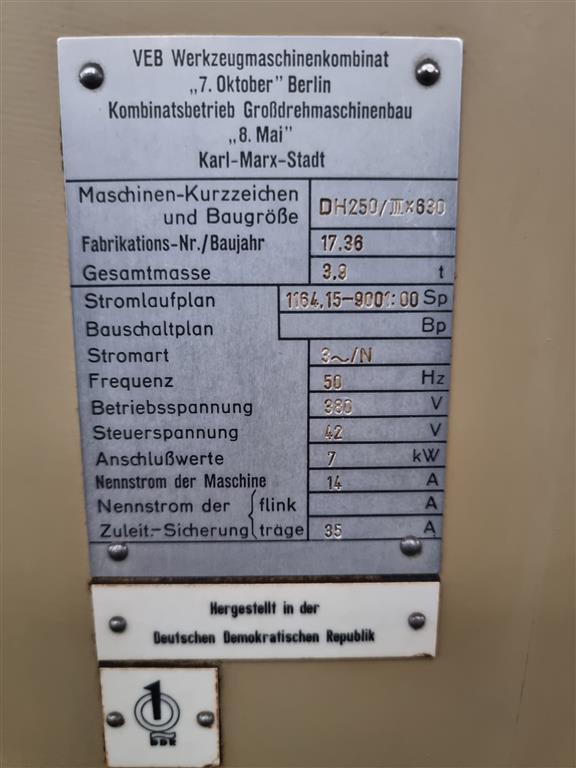 VEB Werkzeugmaschinenkombinat
„7. Oktober" Berlin
Kombinatsbetrieb Großdrehmaschinenbau
„8. Mai"
Karl-Marx-Stadt
Maschinen-Kurzzeichen
und Baugröße DH250/III×630
Fabrikations-Nr./Baujahr 17.36
Gesamtmasse 3.9 t
Stromlaufplan 1164.15-9001:00 Sp
Bauschaltplan Bp
Stromart 3~/N
Frequenz 50 Hz
Betriebsspannung 380 V
Steuerspannung 42 V
Anschlußwerte 7 kW
Nennstrom der Maschine 14 A
Nennstrom der flink A
Zuleit.-Sicherung träge 35 A
Hergestellt in der
Deutschen Demokratischen Republik
1
DDR